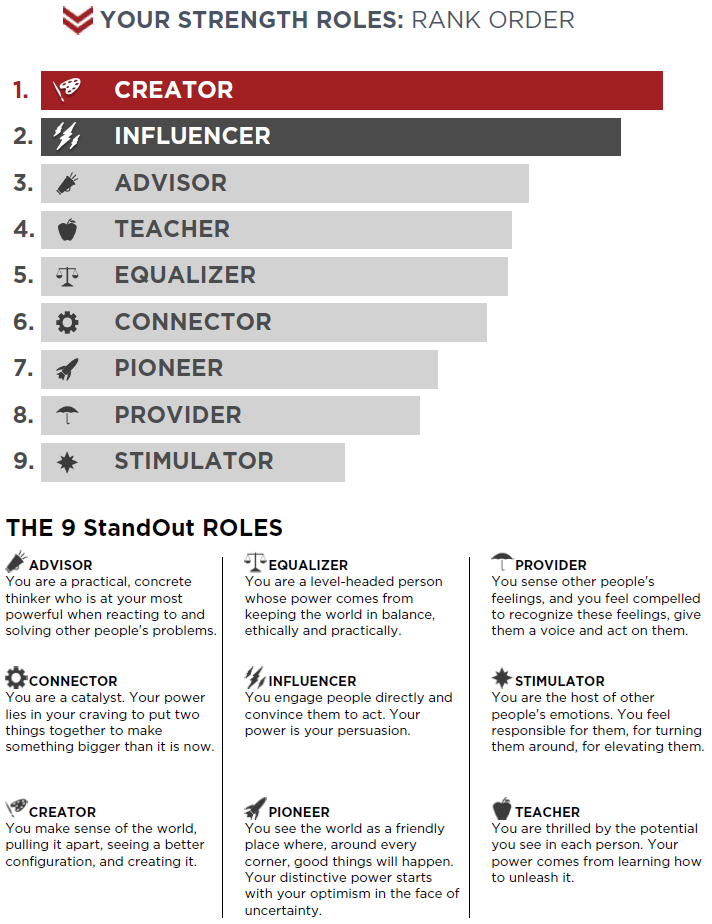 YOUR STRENGTH ROLES: RANK ORDER
1. CREATOR
2. INFLUENCER
3. ADVISOR
4. TEACHER
5. EQUALIZER
6. CONNECTOR
7. PIONEER
8. PROVIDER
9. STIMULATOR
THE 9 StandOut ROLES
ADVISOR
You are a practical, concrete
thinker who is at your most
powerful when reacting to and
solving other people's problems.
CONNECTOR
You are a catalyst. Your power
lies in your craving to put two
things together to make
something bigger than it is now.
CREATOR
You make sense of the world,
pulling it apart, seeing a better
configuration, and creating it.
EQUALIZER
You are a level-headed person
whose power comes from
keeping the world in balance,
ethically and practically.
INFLUENCER
You engage people directly and
convince them to act. Your
power is your persuasion.
PIONEER
You see the world as a friendly
place where, around every
corner, good things will happen.
Your distinctive power starts
with your optimism in the face of
uncertainty.
PROVIDER
You sense other people's
feelings, and you feel compelled
to recognize these feelings, give
them a voice and act on them.
STIMULATOR
You are the host of other
people's emotions. You feel
responsible for them, for turning
them around, for elevating them.
TEACHER
You are thrilled by the potential
you see in each person. Your
power comes from learning how
to unleash it.